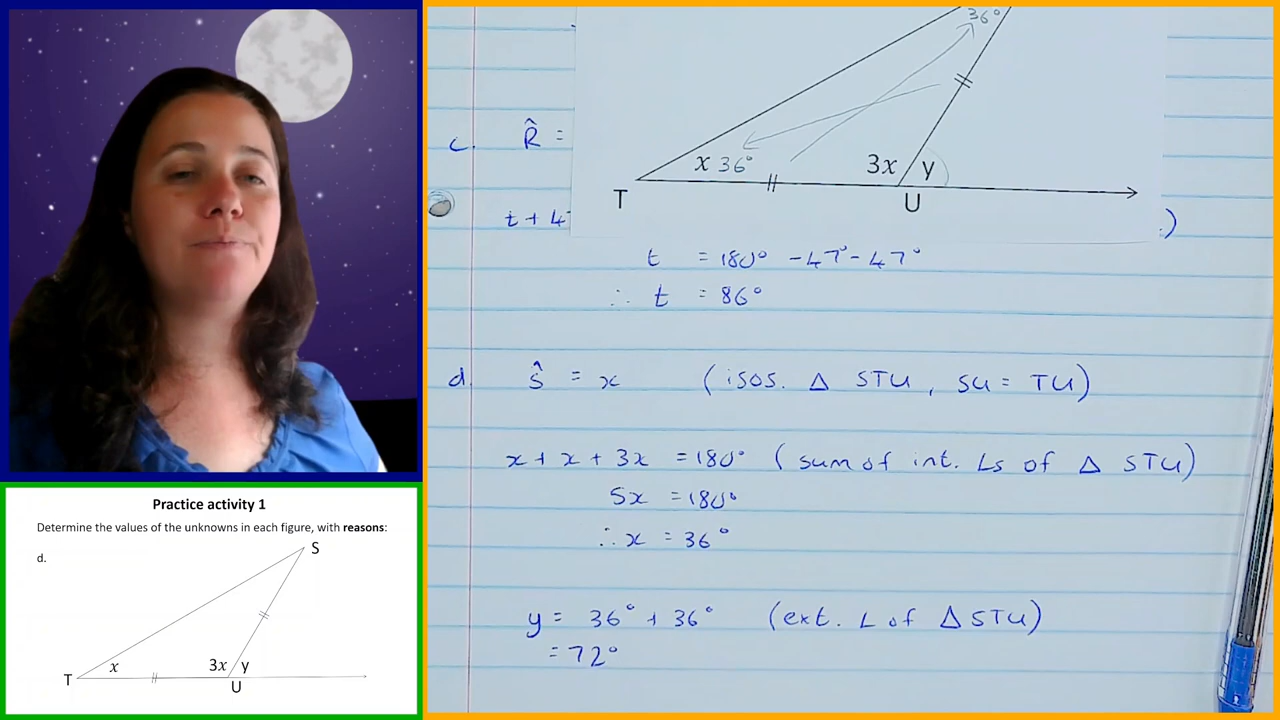 36°
c. R̂ =
x 36°
3x
y
T
U
t + 4
.)
t = 180° - 47° - 47°
∴ t = 86°
d. ŝ = x (isos. Δ STU, SU = TU)
x + x + 3x = 180° (sum of int. Ls of Δ STU)
5x = 180°
∴ x = 36°
y = 36° + 36° (ext. L of Δ STU)
= 72°
Practice activity 1
Determine the values of the unknowns in each figure, with reasons:
d.
S
x
3x
y
T
U